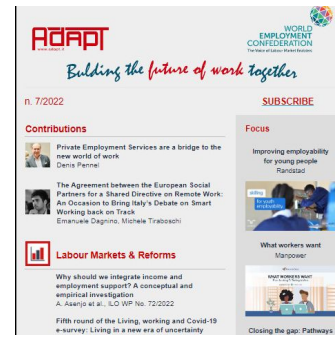 ADAPT
www.adapt.it
WORLD
EMPLOYMENT
CONFEDERATION
The Voice of Labour Market Enablers
Bulding the future of work together
n. 7/2022
SUBSCRIBE
Contributions
Private Employment Services are a bridge to the
new world of work
Denis Pennel
The Agreement between the European Social
Partners for a Shared Directive on Remote Work:
An Occasion to Bring Italy's Debate on Smart
Working back on Track
Emanuele Dagnino, Michele Tiraboschi
Labour Markets & Reforms
Why should we integrate income and
employment support? A conceptual and
empirical investigation
A. Asenjo et al., ILO WP No. 72/2022
Fifth round of the Living, working and Covid-19
e-survey: Living in a new era of uncertainty
Focus
Improving employability
for young people
Randstad
What workers want
Manpower
WHAT WORKERS WANT
Closing the gap: Pathways